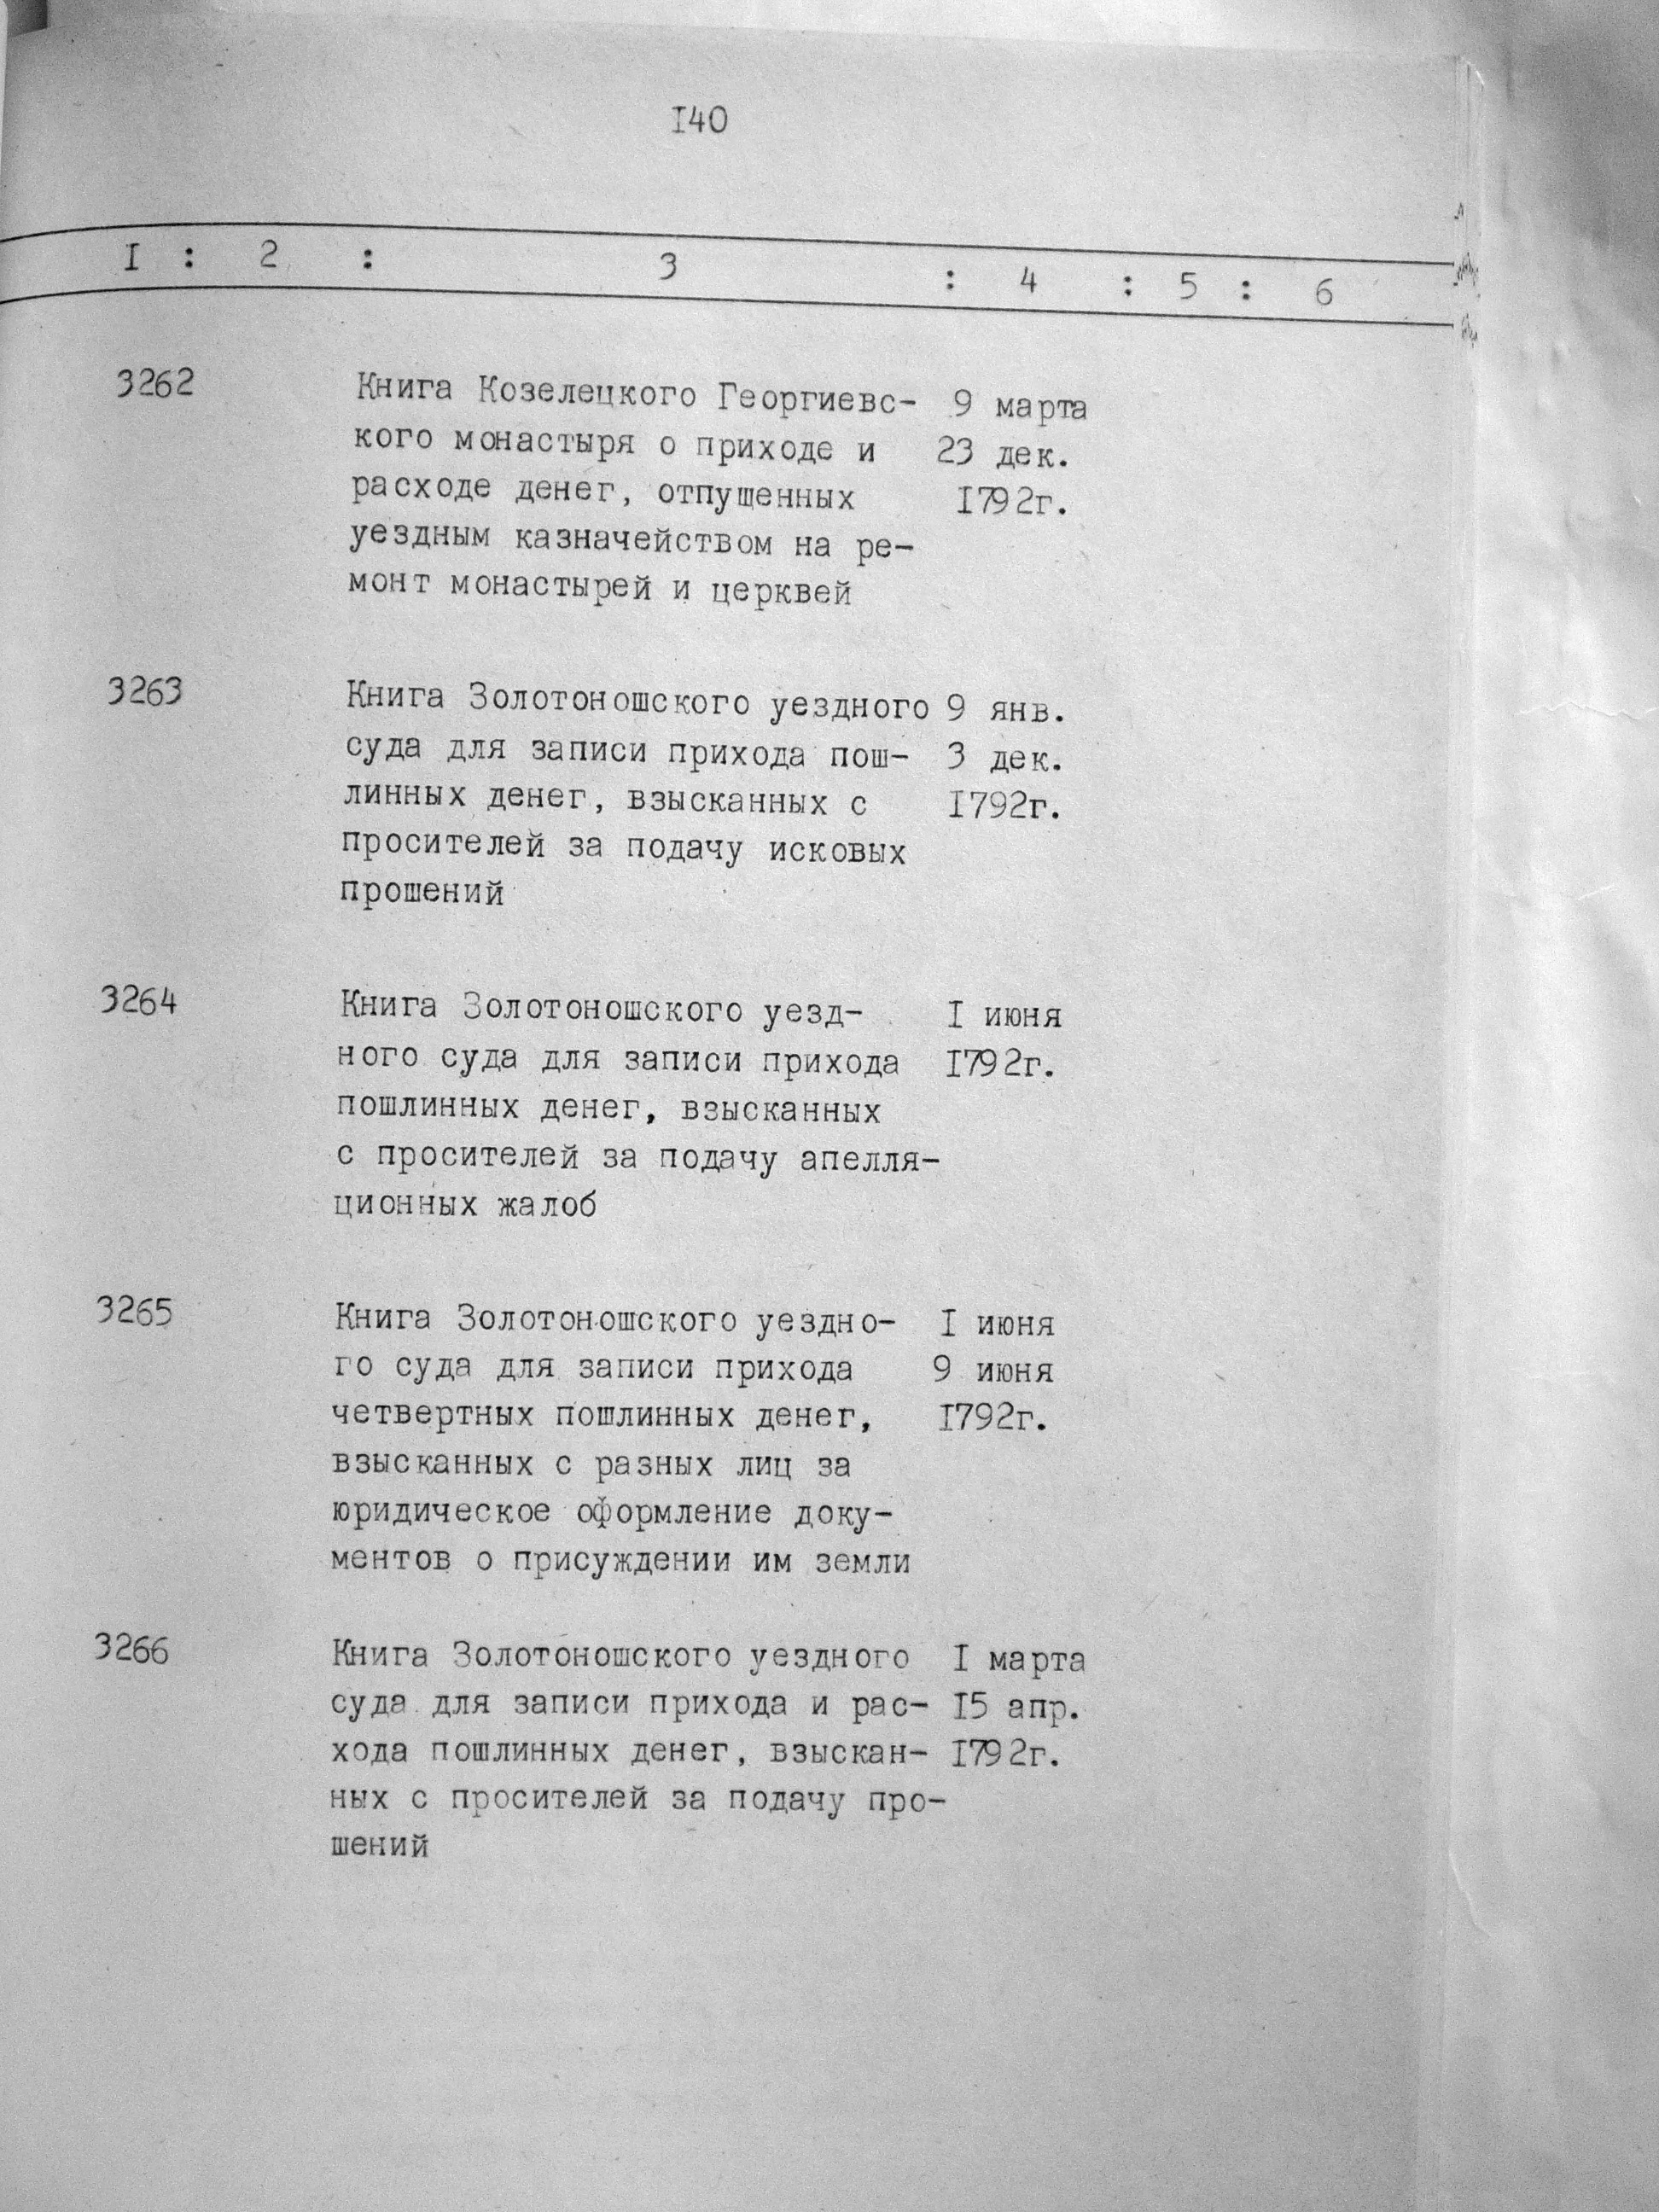 I40
I : 2 : 3 : 4 : 5 : 6
3262 Книга Козелецкого Георгиевс- 9 марта
кого монастыря о приходе и 23 дек.
расходе денег, отпущенных I792г.
уездным казначейством на ре-
монт монастырей и церквей
3263 Книга Золотоношского уездного 9 янв.
суда для записи прихода пош- 3 дек.
линных денег, взысканных с I792г.
просителей за подачу исковых
прошений
3264 Книга Золотоношского уезд- I июня
ного суда для записи прихода I792г.
пошлинных денег, взысканных
с просителей за подачу апелля-
ционных жалоб
3265 Книга Золотоношского уездно- I июня
го суда для записи прихода 9 июня
четвертных пошлинных денег, I792г.
взысканных с разных лиц за
юридическое оформление доку-
ментов о присуждении им земли
3266 Книга Золотоношского уездного I марта
суда для записи прихода и рас- I5 апр.
хода пошлинных денег, взыскан- I792г.
ных с просителей за подачу про-
шений